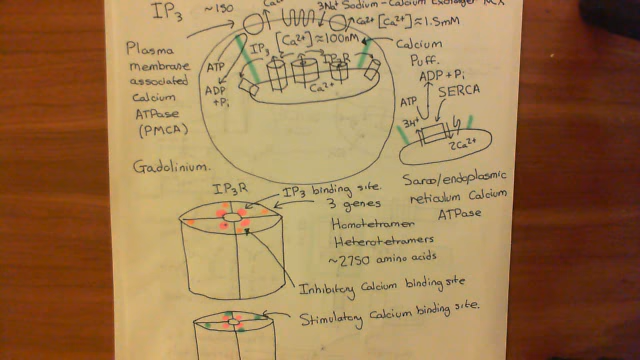 IP3 ~150
3Na+ Sodium-Calcium Exchanger NCX
Ca2+ [Ca2+]≈1.5mM
[Ca2+]≈100nM
Plasma
membrane
associated
Calcium
ATPase
(PMCA)
ATP
ADP
+Pi
IP3
IP3R
Ca2+
Calcium
Puff.
ADP+Pi
ATP
SERCA
3H+
2Ca2+
Gadolinium.
Sarco/endoplasmic
reticulum Calcium
ATPase
IP3R
IP3 binding site.
3 genes
Homotetramer
Heterotetramers
~2750 amino acids
Inhibitory Calcium binding site
Stimulatory Calcium binding site.